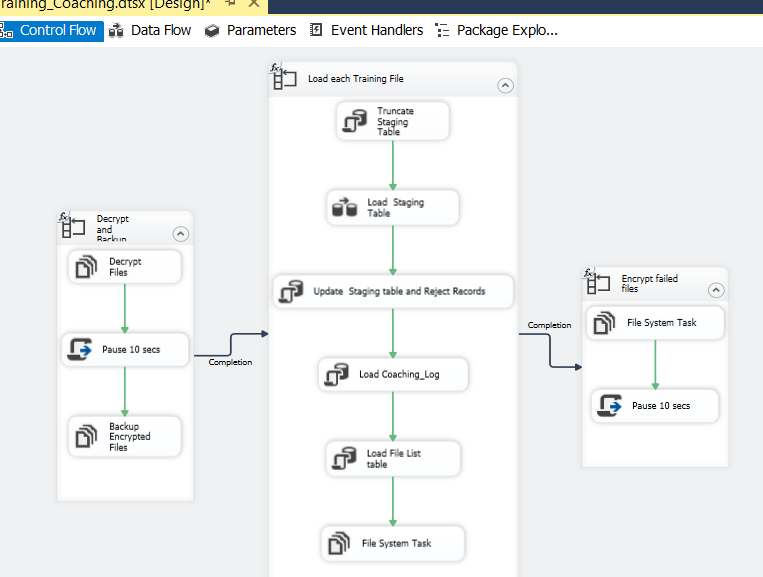 raining_Coaching.dtsx [Design]*
Control Flow
Data Flow
Parameters
Event Handlers
Package Explo...
Load each Training File
Truncate
Staging
Table
Load Staging
Table
Update Staging table and Reject Records
Load Coaching_Log
Load File List
table
File System Task
Decrypt
and
Backup
Decrypt
Files
Pause 10 secs
Backup
Encrypted
Files
Completion
Completion
Encrypt failed
files
File System Task
Pause 10 secs